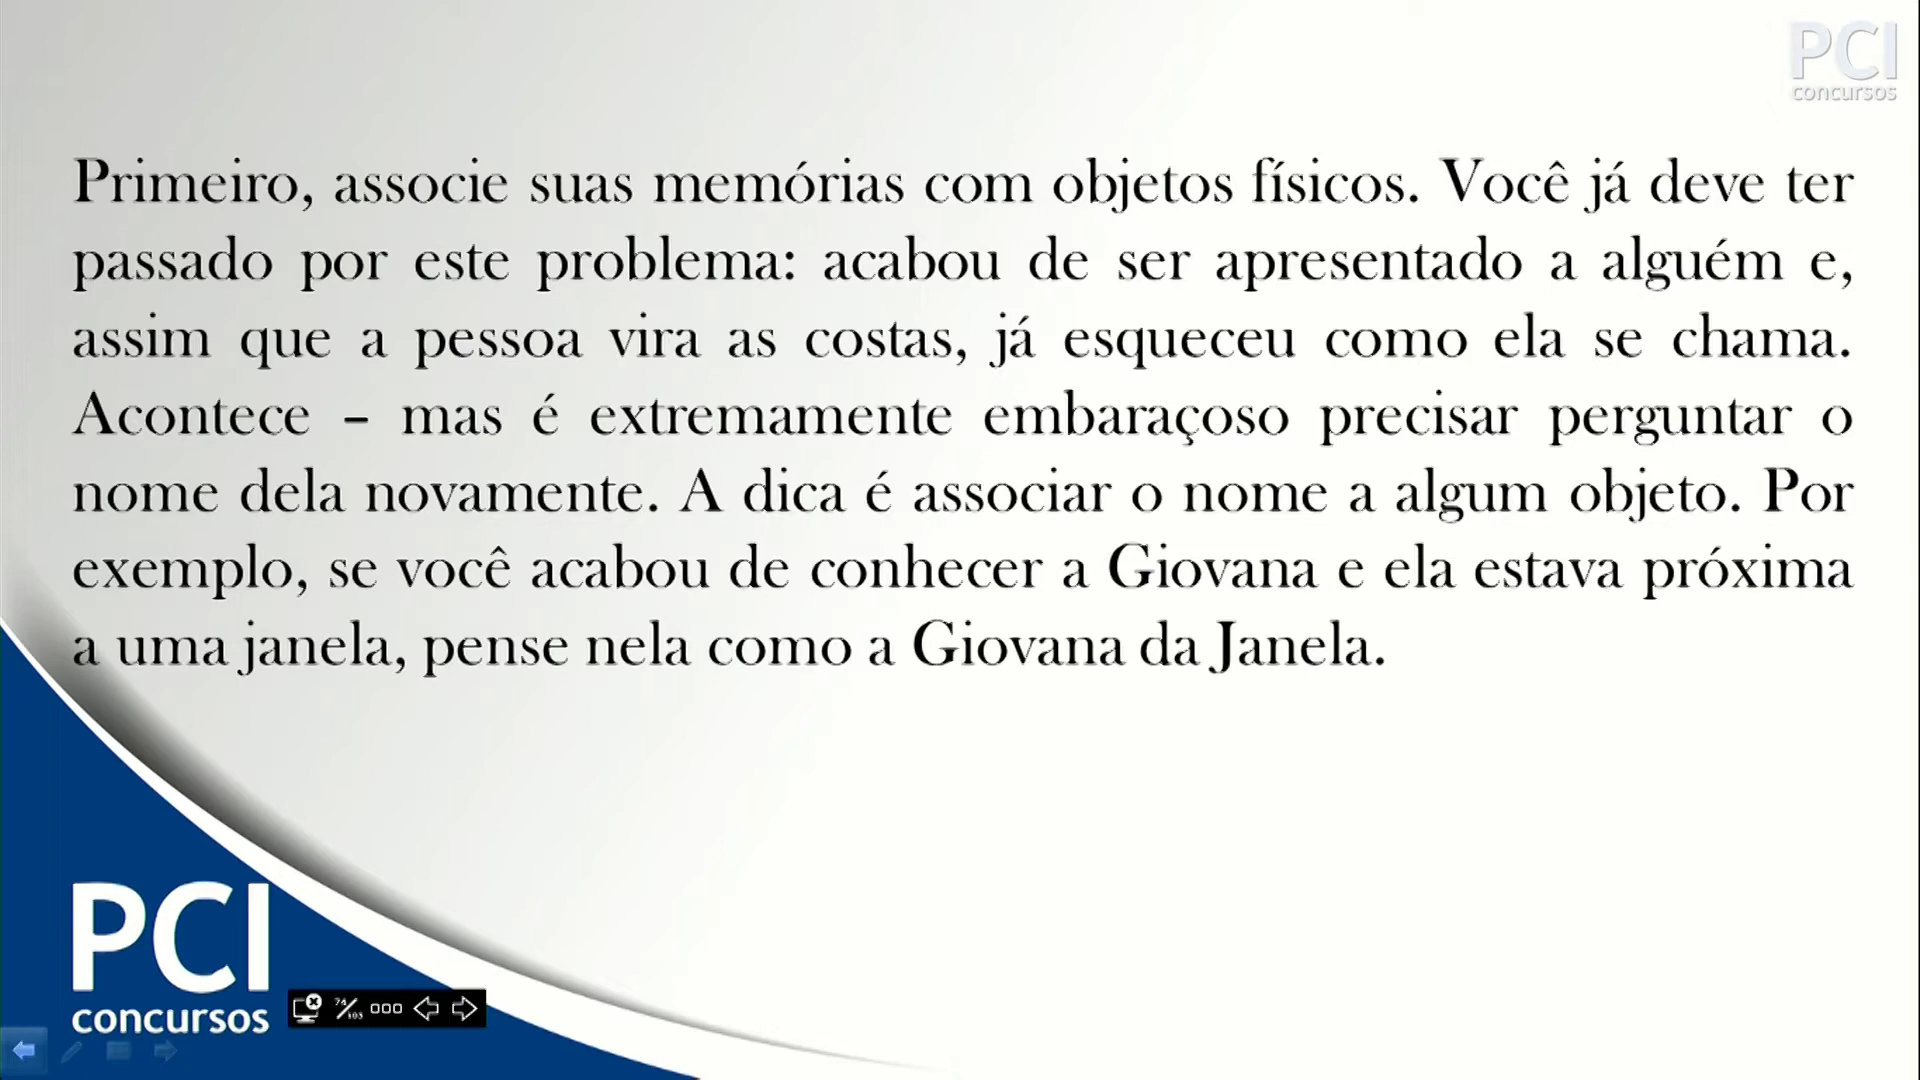 PCI
concursos
Primeiro, associe suas memórias com objetos físicos. Você já deve ter
passado por este problema: acabou de ser apresentado a alguém e,
assim que a pessoa vira as costas, já esqueceu como ela se chama.
Acontece – mas é extremamente embaraçoso precisar perguntar o
nome dela novamente. A dica é associar o nome a algum objeto. Por
exemplo, se você acabou de conhecer a Giovana e ela estava próxima
a uma janela, pense nela como a Giovana da Janela.
PCI
concursos
74/103